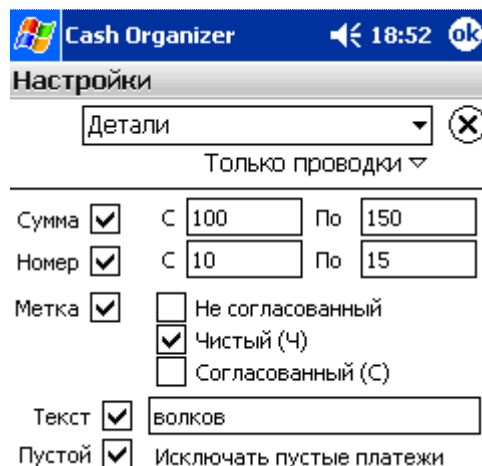 Cash Organizer 18:52 ok
Настройки
Детали
Только проводки
Сумма С 100 По 150
Номер С 10 По 15
Метка Не согласованный
Чистый (Ч)
Согласованный (С)
Текст волков
Пустой Исключать пустые платежи